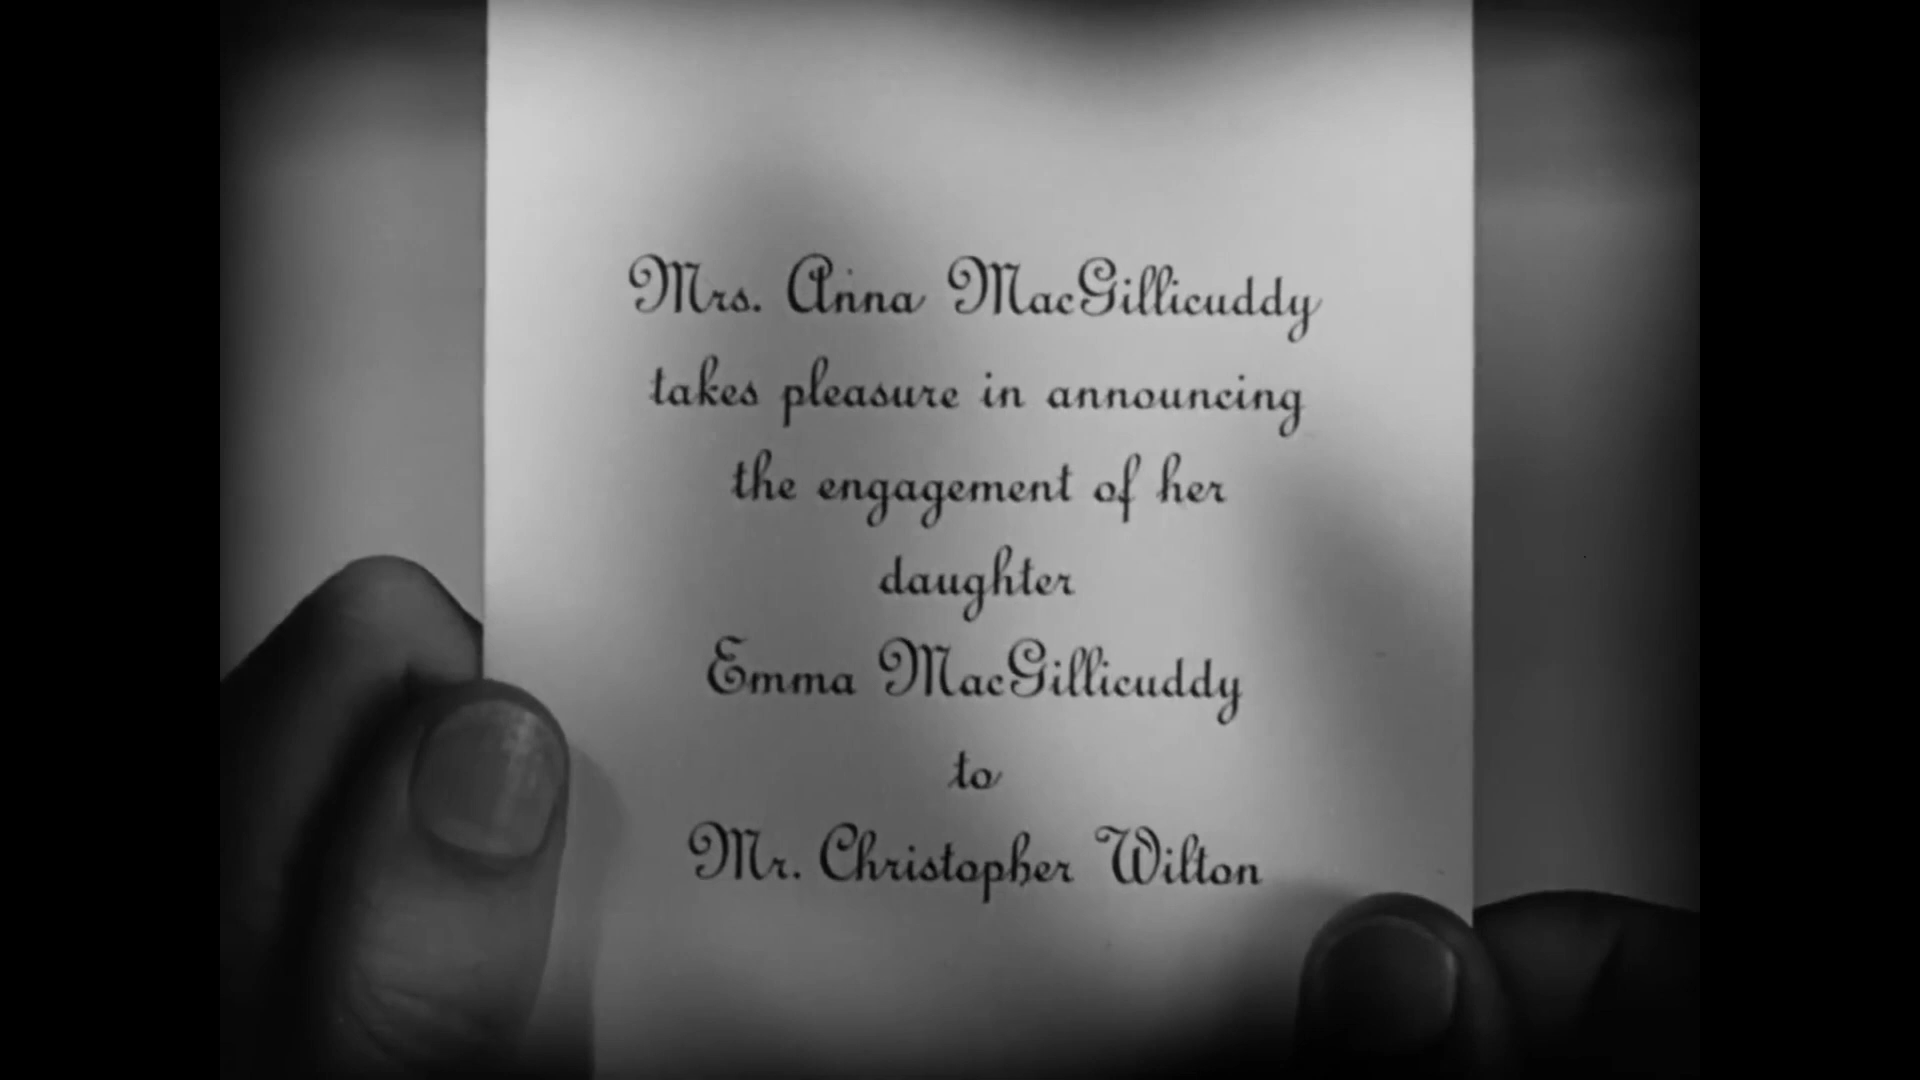 Mrs. Anna MacGillicuddy
takes pleasure in announcing
the engagement of her
daughter
Emma MacGillicuddy
to
Mr. Christopher Wilton